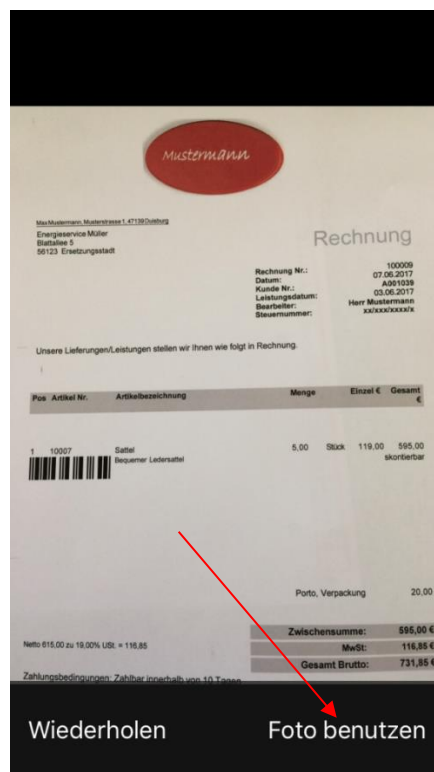 Mustermann
Max Mustermann, Musterstrasse 1, 47139 Duisburg
Energieservice Müller
Blattallee 5
56123 Ersetzungsstadt
Rechnung
Rechnung Nr.: 100009
Datum: 07.06.2017
Kunde Nr.: A001039
Leistungsdatum: 03.06.2017
Bearbeiter: Herr Mustermann
Steuernummer: xx/xxx/xxxx/x
Unsere Lieferungen/Leistungen stellen wir Ihnen wie folgt in Rechnung.
Pos Artikel Nr. Artikelbezeichnung Menge Einzel € Gesamt €
1 10007 Sattel 5,00 Stück 119,00 595,00
Bequemer Ledersattel skontierbar
Porto, Verpackung 20,00
Zwischensumme: 595,00 €
Netto 615,00 zu 19,00% USt. = 116,85 MwSt: 116,85 €
Gesamt Brutto: 731,85 €
Zahlungsbedingungen: Zahlbar innerhalb von 10 Tagen
Wiederholen Foto benutzen